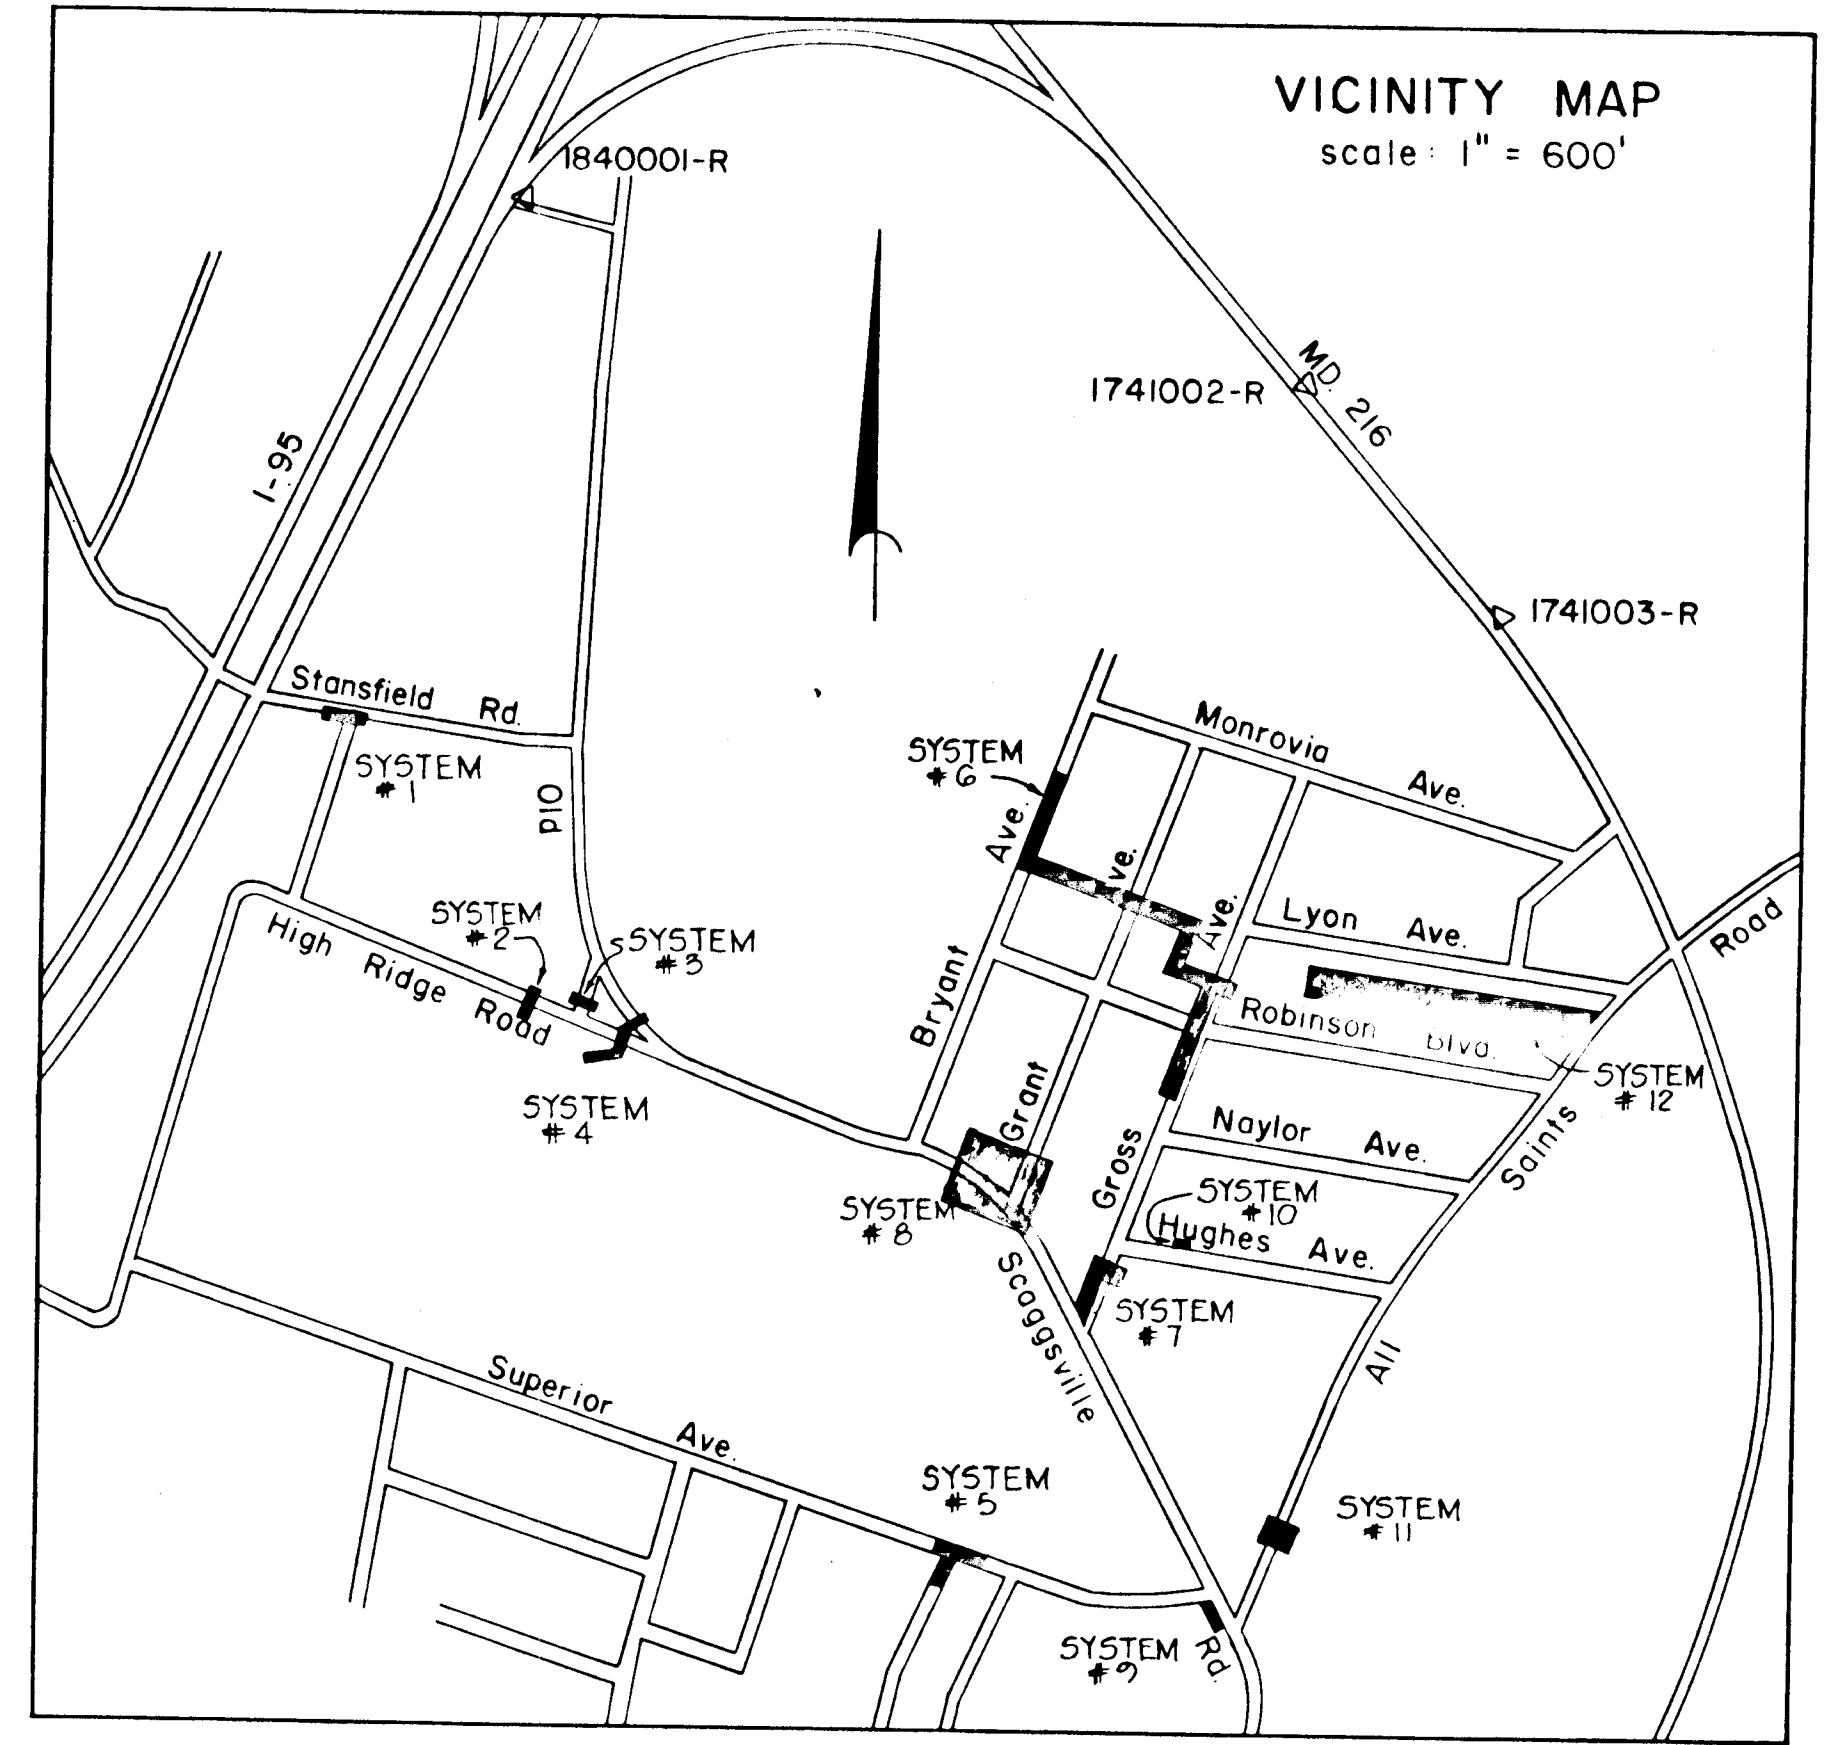 VICINITY MAP
scale: 1" = 600'
1840001-R
MD. 216
1741002-R
I-95
1741003-R
Stansfield Rd.
Monrovia Ave.
SYSTEM
#1
SYSTEM
#6
Old
Ave.
Ave.
Lyon Ave.
SYSTEM
#2
SYSTEM
#3
High Ridge Road
Road
Bryant
Robinson Blvd.
SYSTEM
#12
SYSTEM
#4
Grant
Naylor Ave.
Saints
Gross
SYSTEM
#10
SYSTEM
#8
Hughes Ave.
SYSTEM
#7
Scaggsville
All
Superior Ave.
SYSTEM
#5
SYSTEM
#11
SYSTEM
#9
Rd.